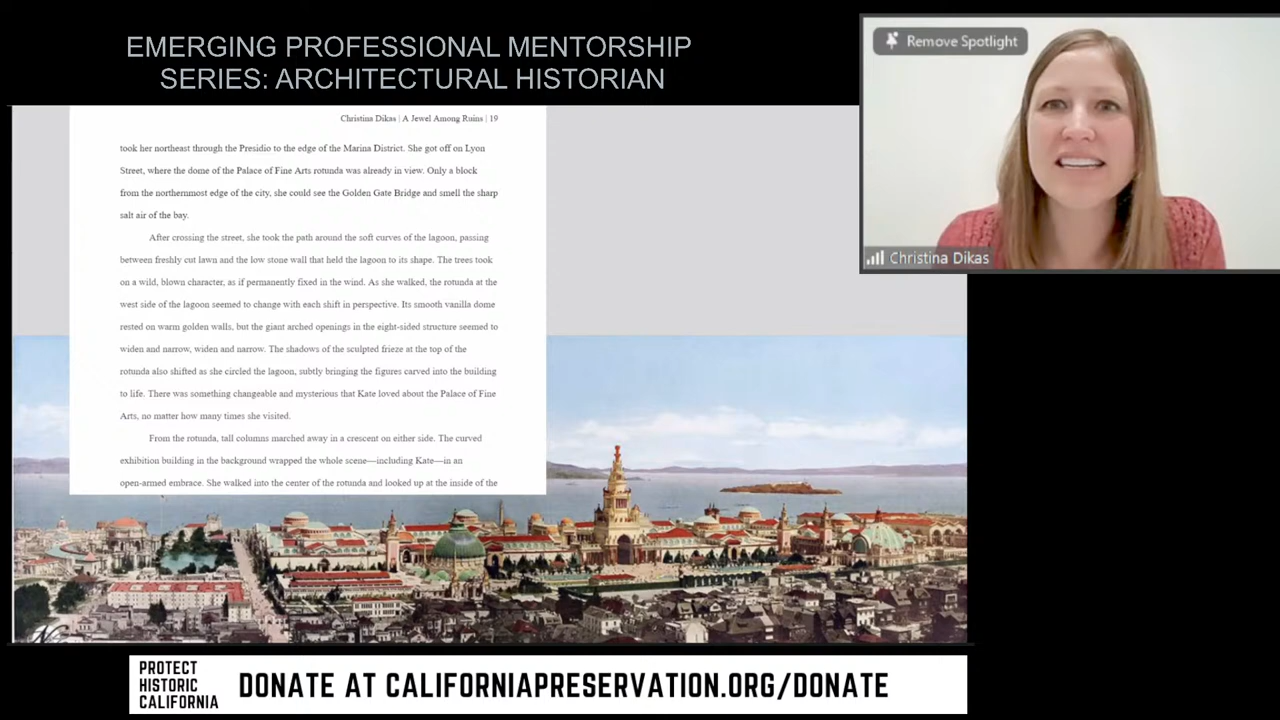 EMERGING PROFESSIONAL MENTORSHIP
SERIES: ARCHITECTURAL HISTORIAN
Remove Spotlight
Christina Dikas
Christina Dikas | A Jewel Among Ruins | 19
took her northeast through the Presidio to the edge of the Marina District. She got off on Lyon
Street, where the dome of the Palace of Fine Arts rotunda was already in view. Only a block
from the northernmost edge of the city, she could see the Golden Gate Bridge and smell the sharp
salt air of the bay.
After crossing the street, she took the path around the soft curves of the lagoon, passing
between freshly cut lawn and the low stone wall that held the lagoon to its shape. The trees took
on a wild, blown character, as if permanently fixed in the wind. As she walked, the rotunda at the
west side of the lagoon seemed to change with each shift in perspective. Its smooth vanilla dome
rested on warm golden walls, but the giant arched openings in the eight-sided structure seemed to
widen and narrow, widen and narrow. The shadows of the sculpted frieze at the top of the
rotunda also shifted as she circled the lagoon, subtly bringing the figures carved into the building
to life. There was something changeable and mysterious that Kate loved about the Palace of Fine
Arts, no matter how many times she visited.
From the rotunda, tall columns marched away in a crescent on either side. The curved
exhibition building in the background wrapped the whole scene—including Kate—in an
open-armed embrace. She walked into the center of the rotunda and looked up at the inside of the
PROTECT
HISTORIC
CALIFORNIA
DONATE AT CALIFORNIAPRESERVATION.ORG/DONATE